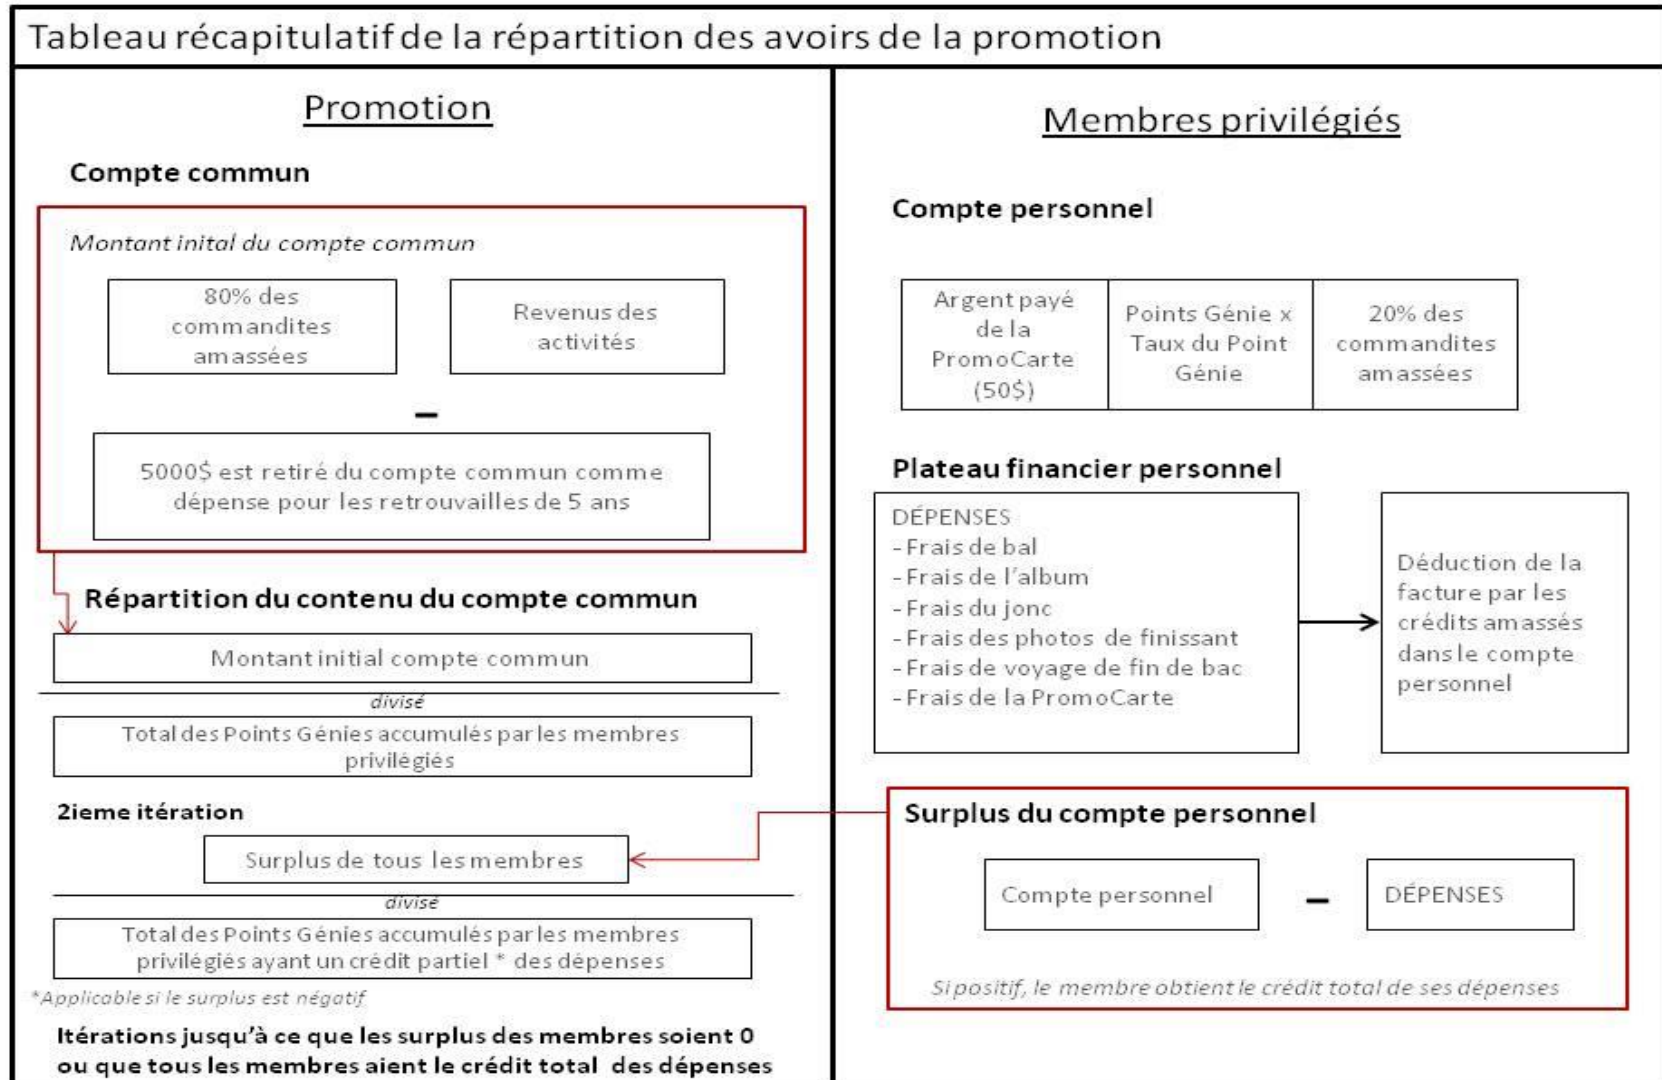 Tableau récapitulatif de la répartition des avoirs de la promotion
Promotion
Compte commun
Montant inital du compte commun
80% des
commandites
amassées
Revenus des
activités
–
5000$ est retiré du compte commun comme
dépense pour les retrouvailles de 5 ans
Répartition du contenu du compte commun
Montant initial compte commun
divisé
Total des Points Génies accumulés par les membres
privilégiés
2ieme itération
Surplus de tous les membres
divisé
Total des Points Génies accumulés par les membres
privilégiés ayant un crédit partiel * des dépenses
*Applicable si le surplus est négatif
Itérations jusqu'à ce que les surplus des membres soient 0
ou que tous les membres aient le crédit total des dépenses
Membres privilégiés
Compte personnel
Argent payé
de la
PromoCarte
(50$)
Points Génie x
Taux du Point
Génie
20% des
commandites
amassées
Plateau financier personnel
DÉPENSES
- Frais de bal
- Frais de l'album
- Frais du jonc
- Frais des photos de finissant
- Frais de voyage de fin de bac
- Frais de la PromoCarte
Déduction de la
facture par les
crédits amassés
dans le compte
personnel
Surplus du compte personnel
Compte personnel
–
DÉPENSES
Si positif, le membre obtient le crédit total de ses dépenses